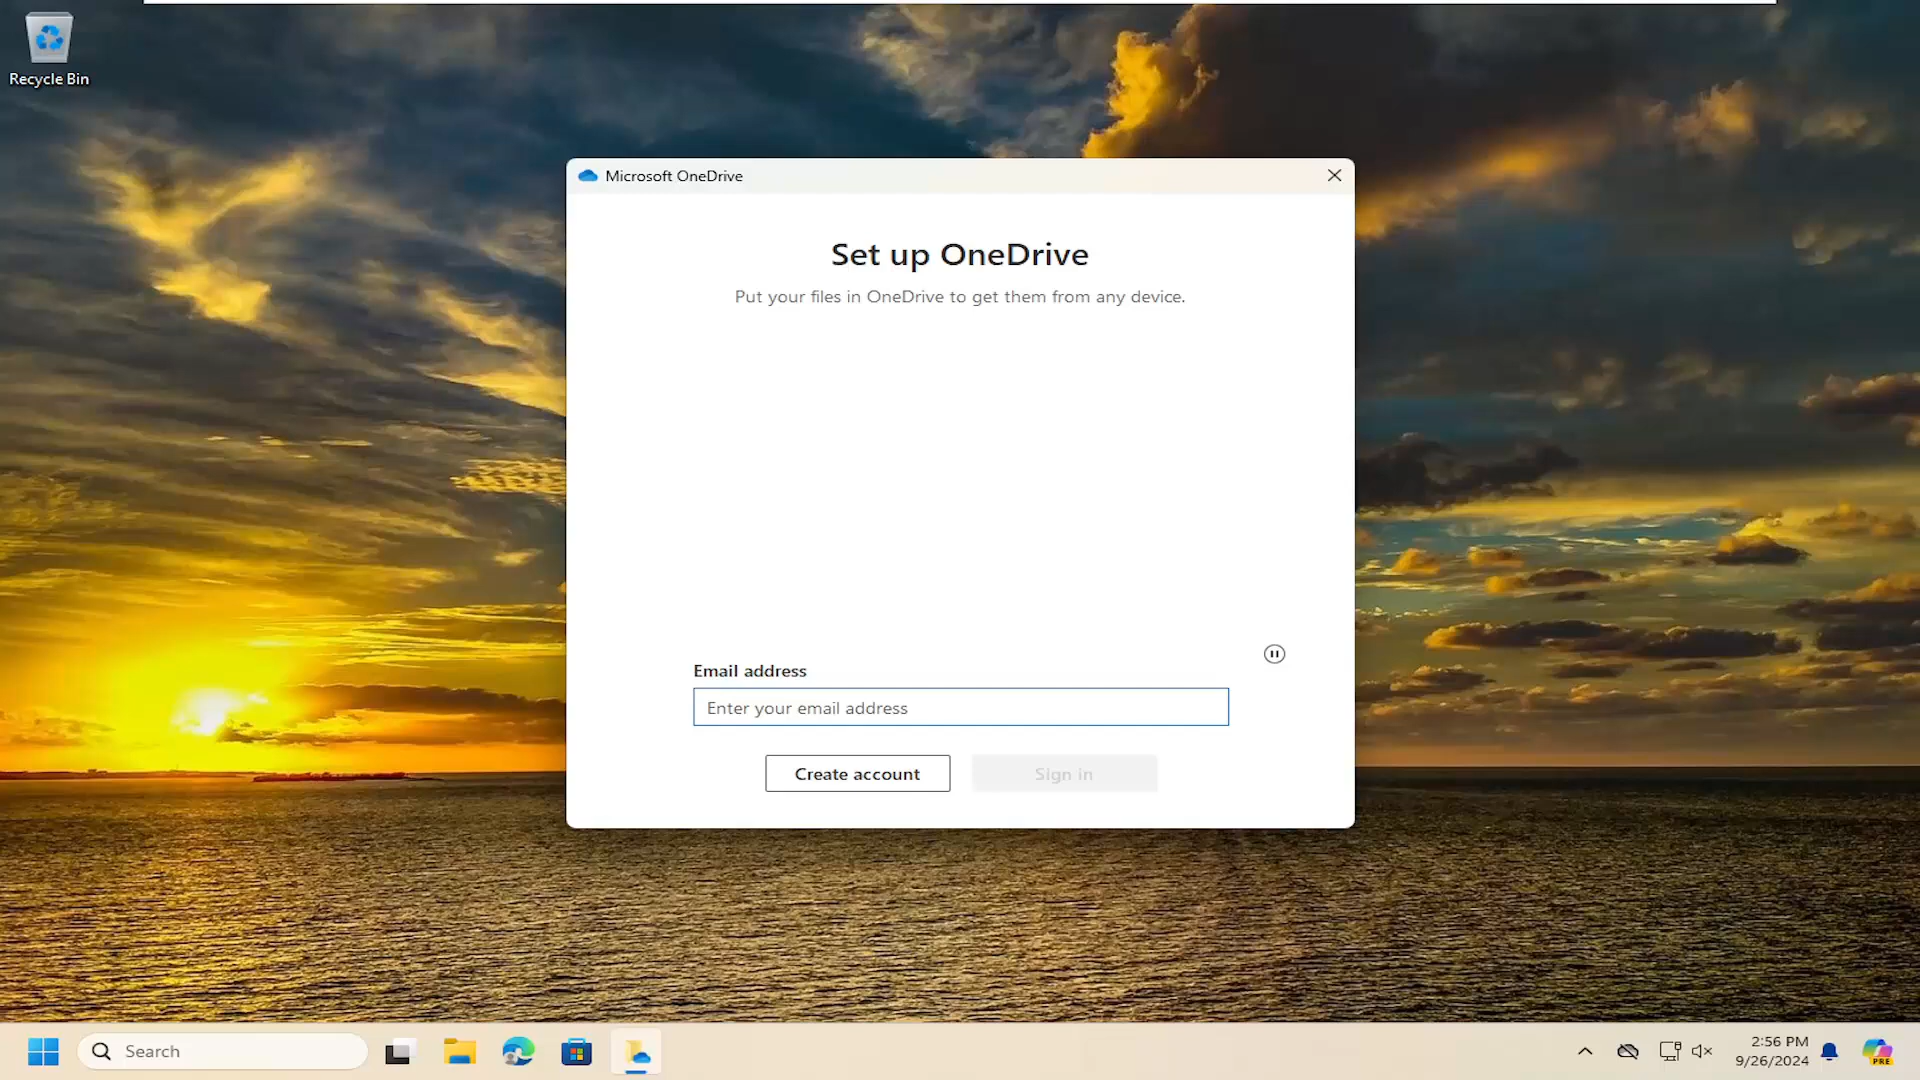 Recycle Bin
Microsoft OneDrive
Set up OneDrive
Put your files in OneDrive to get them from any device.
Email address
Enter your email address
Create account
Sign in
Search
2:56 PM
9/26/2024
PRE